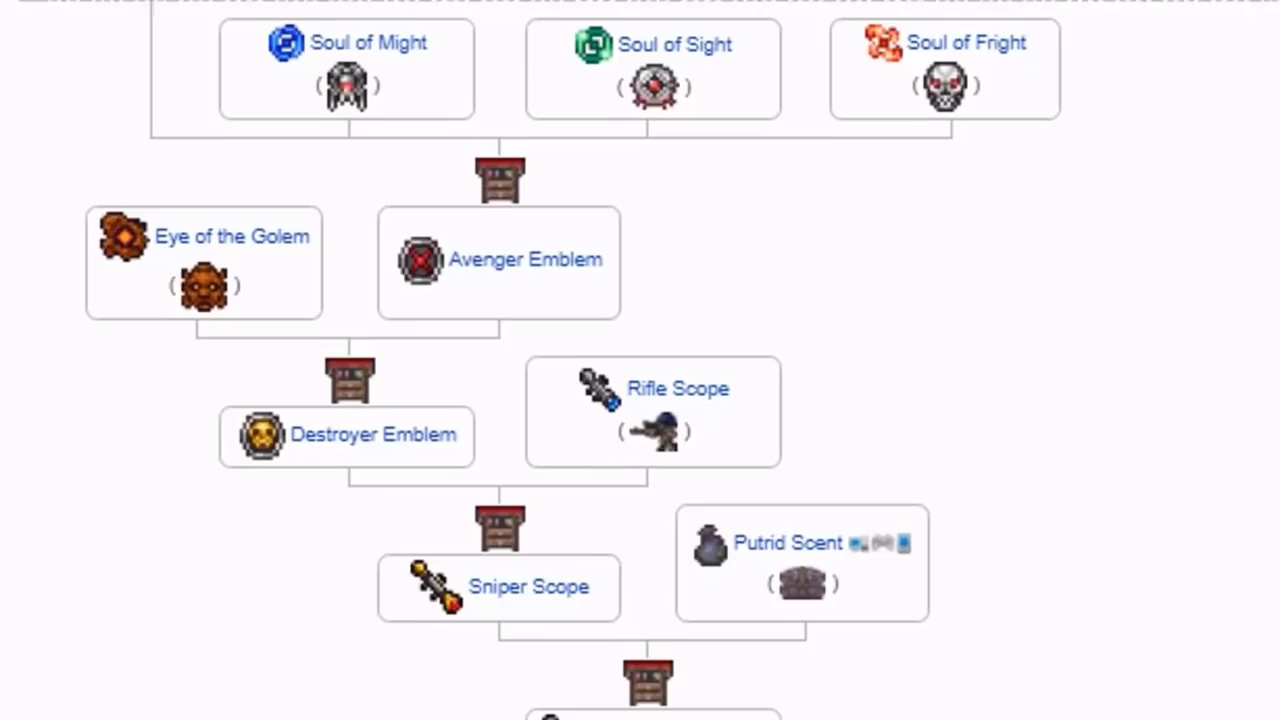 Soul of Might
Soul of Sight
Soul of Fright
( )
( )
( )
Eye of the Golem
Avenger Emblem
( )
Rifle Scope
( )
Destroyer Emblem
Putrid Scent
( )
Sniper Scope